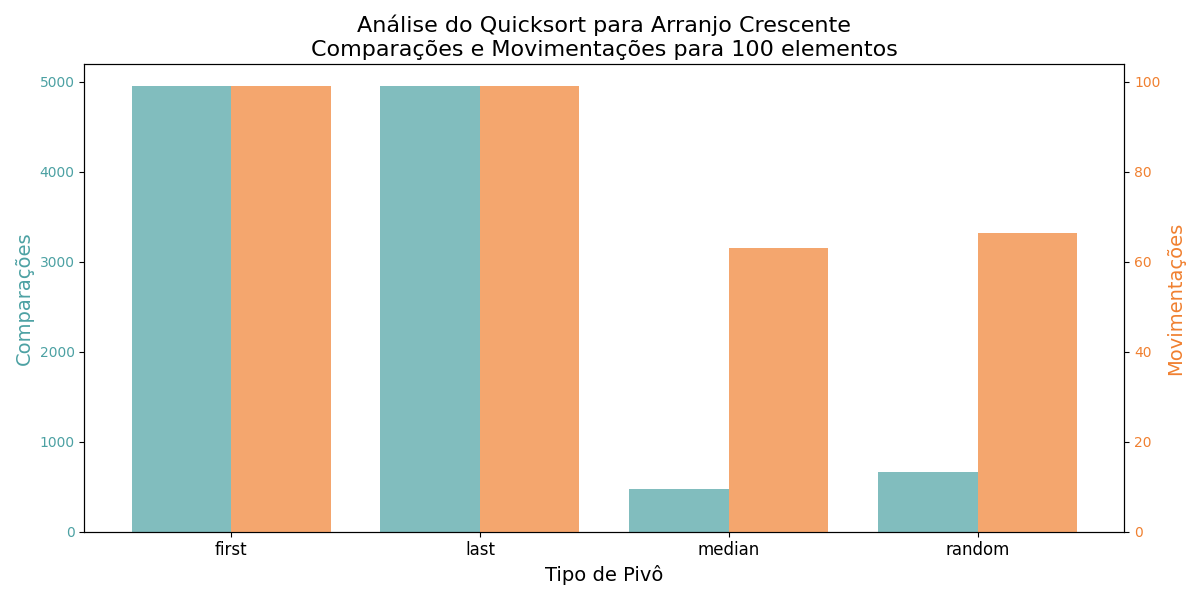 Análise do Quicksort para Arranjo Crescente
Comparações e Movimentações para 100 elementos
5000
4000
3000
2000
1000
0
Comparações
100
80
60
40
20
0
Movimentações
first
last
median
random
Tipo de Pivô